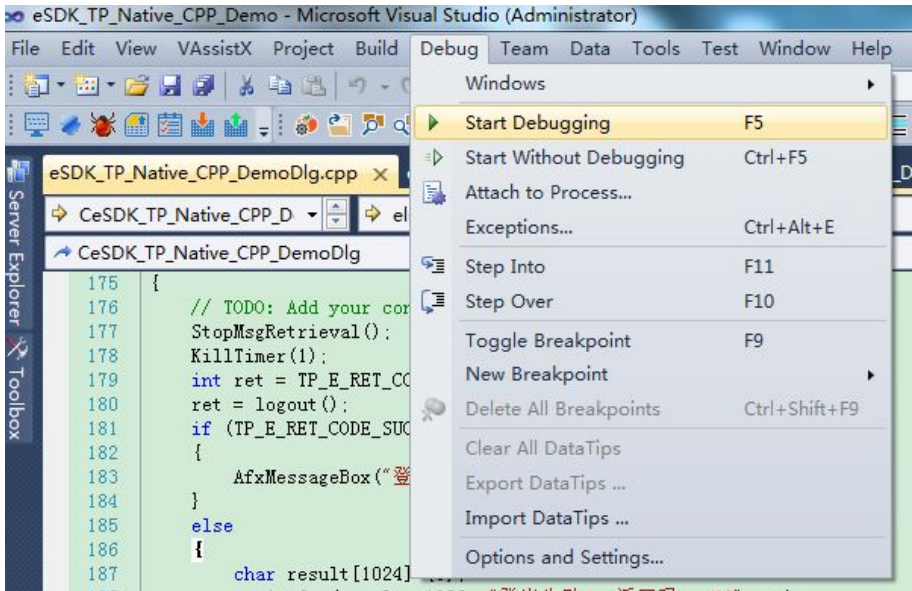 eSDK_TP_Native_CPP_Demo - Microsoft Visual Studio (Administrator)
File Edit View VAssistX Project Build Debug Team Data Tools Test Window Help
Windows
Start Debugging F5
Start Without Debugging Ctrl+F5
Attach to Process...
Exceptions... Ctrl+Alt+E
Step Into F11
Step Over F10
Toggle Breakpoint F9
New Breakpoint
Delete All Breakpoints Ctrl+Shift+F9
Clear All DataTips
Export DataTips ...
Import DataTips ...
Options and Settings...
Server Explorer
Toolbox
eSDK_TP_Native_CPP_DemoDlg.cpp
CeSDK_TP_Native_CPP_D
el
CeSDK_TP_Native_CPP_DemoDlg
175 {
176 // TODO: Add your con
177 StopMsgRetrieval();
178 KillTimer(1);
179 int ret = TP_E_RET_CO
180 ret = logout();
181 if (TP_E_RET_CODE_SUC
182 {
183 AfxMessageBox("登
184 }
185 else
186 {
187 char result[1024]